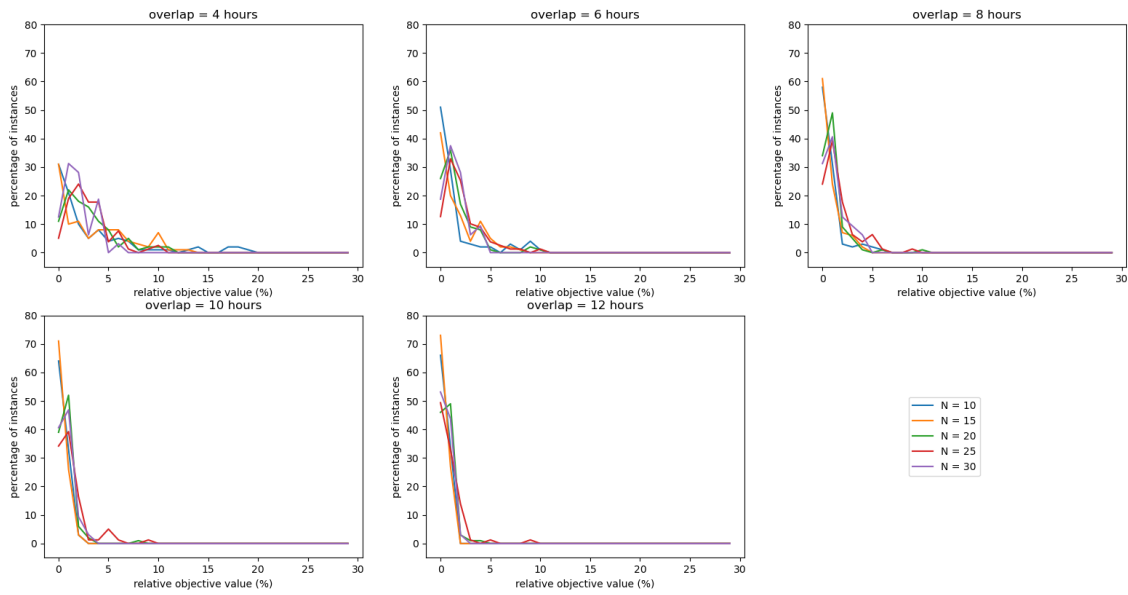 overlap = 4 hours
80
70
60
50
40
30
20
10
0
percentage of instances
0 5 10 15 20 25 30
relative objective value (%)
overlap = 6 hours
80
70
60
50
40
30
20
10
0
percentage of instances
0 5 10 15 20 25 30
relative objective value (%)
overlap = 8 hours
80
70
60
50
40
30
20
10
0
percentage of instances
0 5 10 15 20 25 30
relative objective value (%)
overlap = 10 hours
80
70
60
50
40
30
20
10
0
percentage of instances
0 5 10 15 20 25 30
relative objective value (%)
overlap = 12 hours
80
70
60
50
40
30
20
10
0
percentage of instances
0 5 10 15 20 25 30
relative objective value (%)
N = 10
N = 15
N = 20
N = 25
N = 30